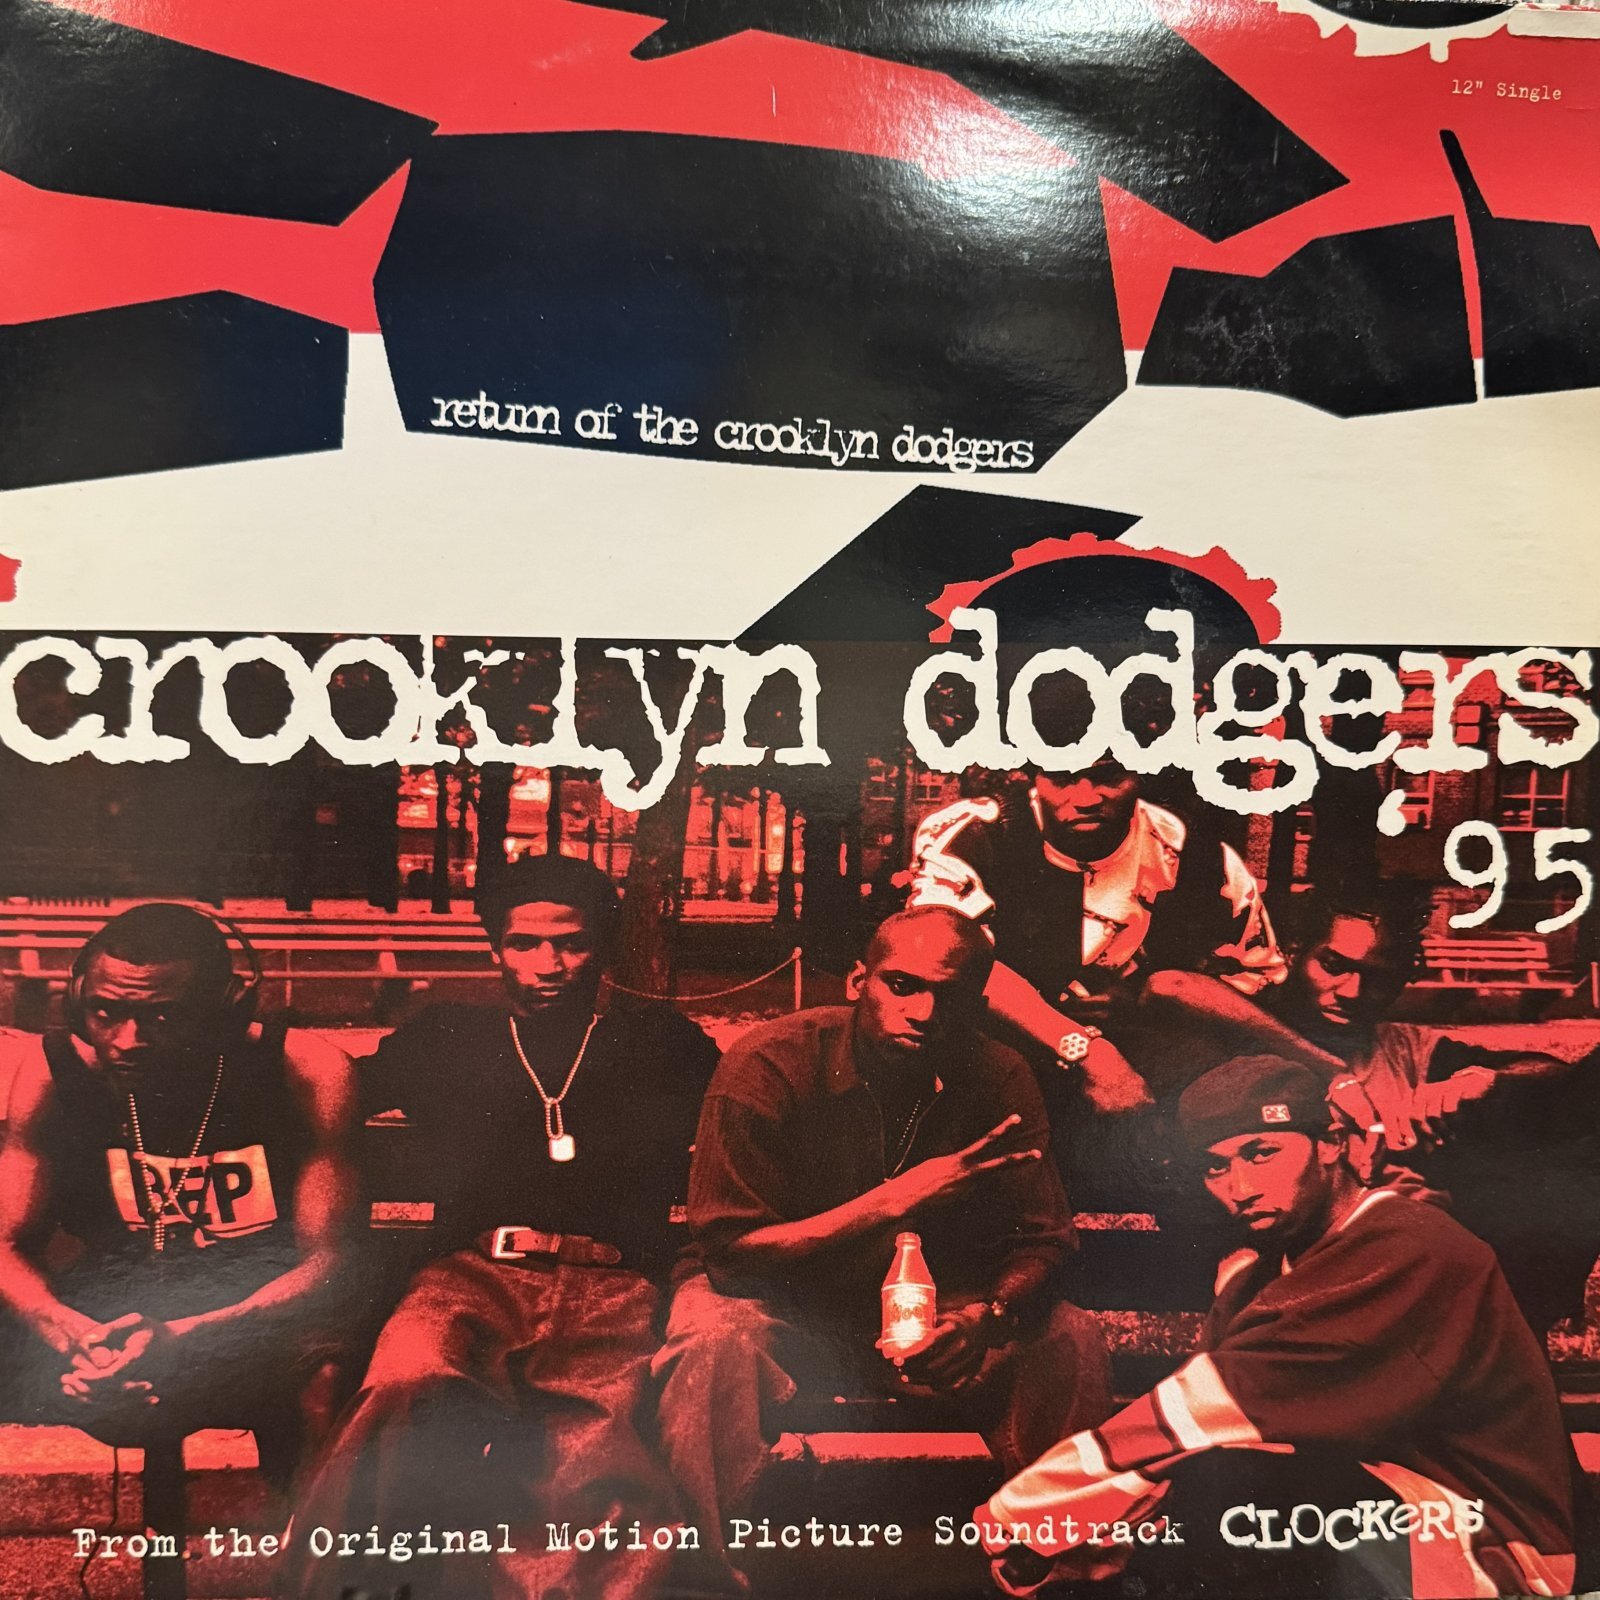 12" Single
return of the crooklyn dodgers
crooklyn dodgers
'95
From the Original Motion Picture Soundtrack CLOCKERS